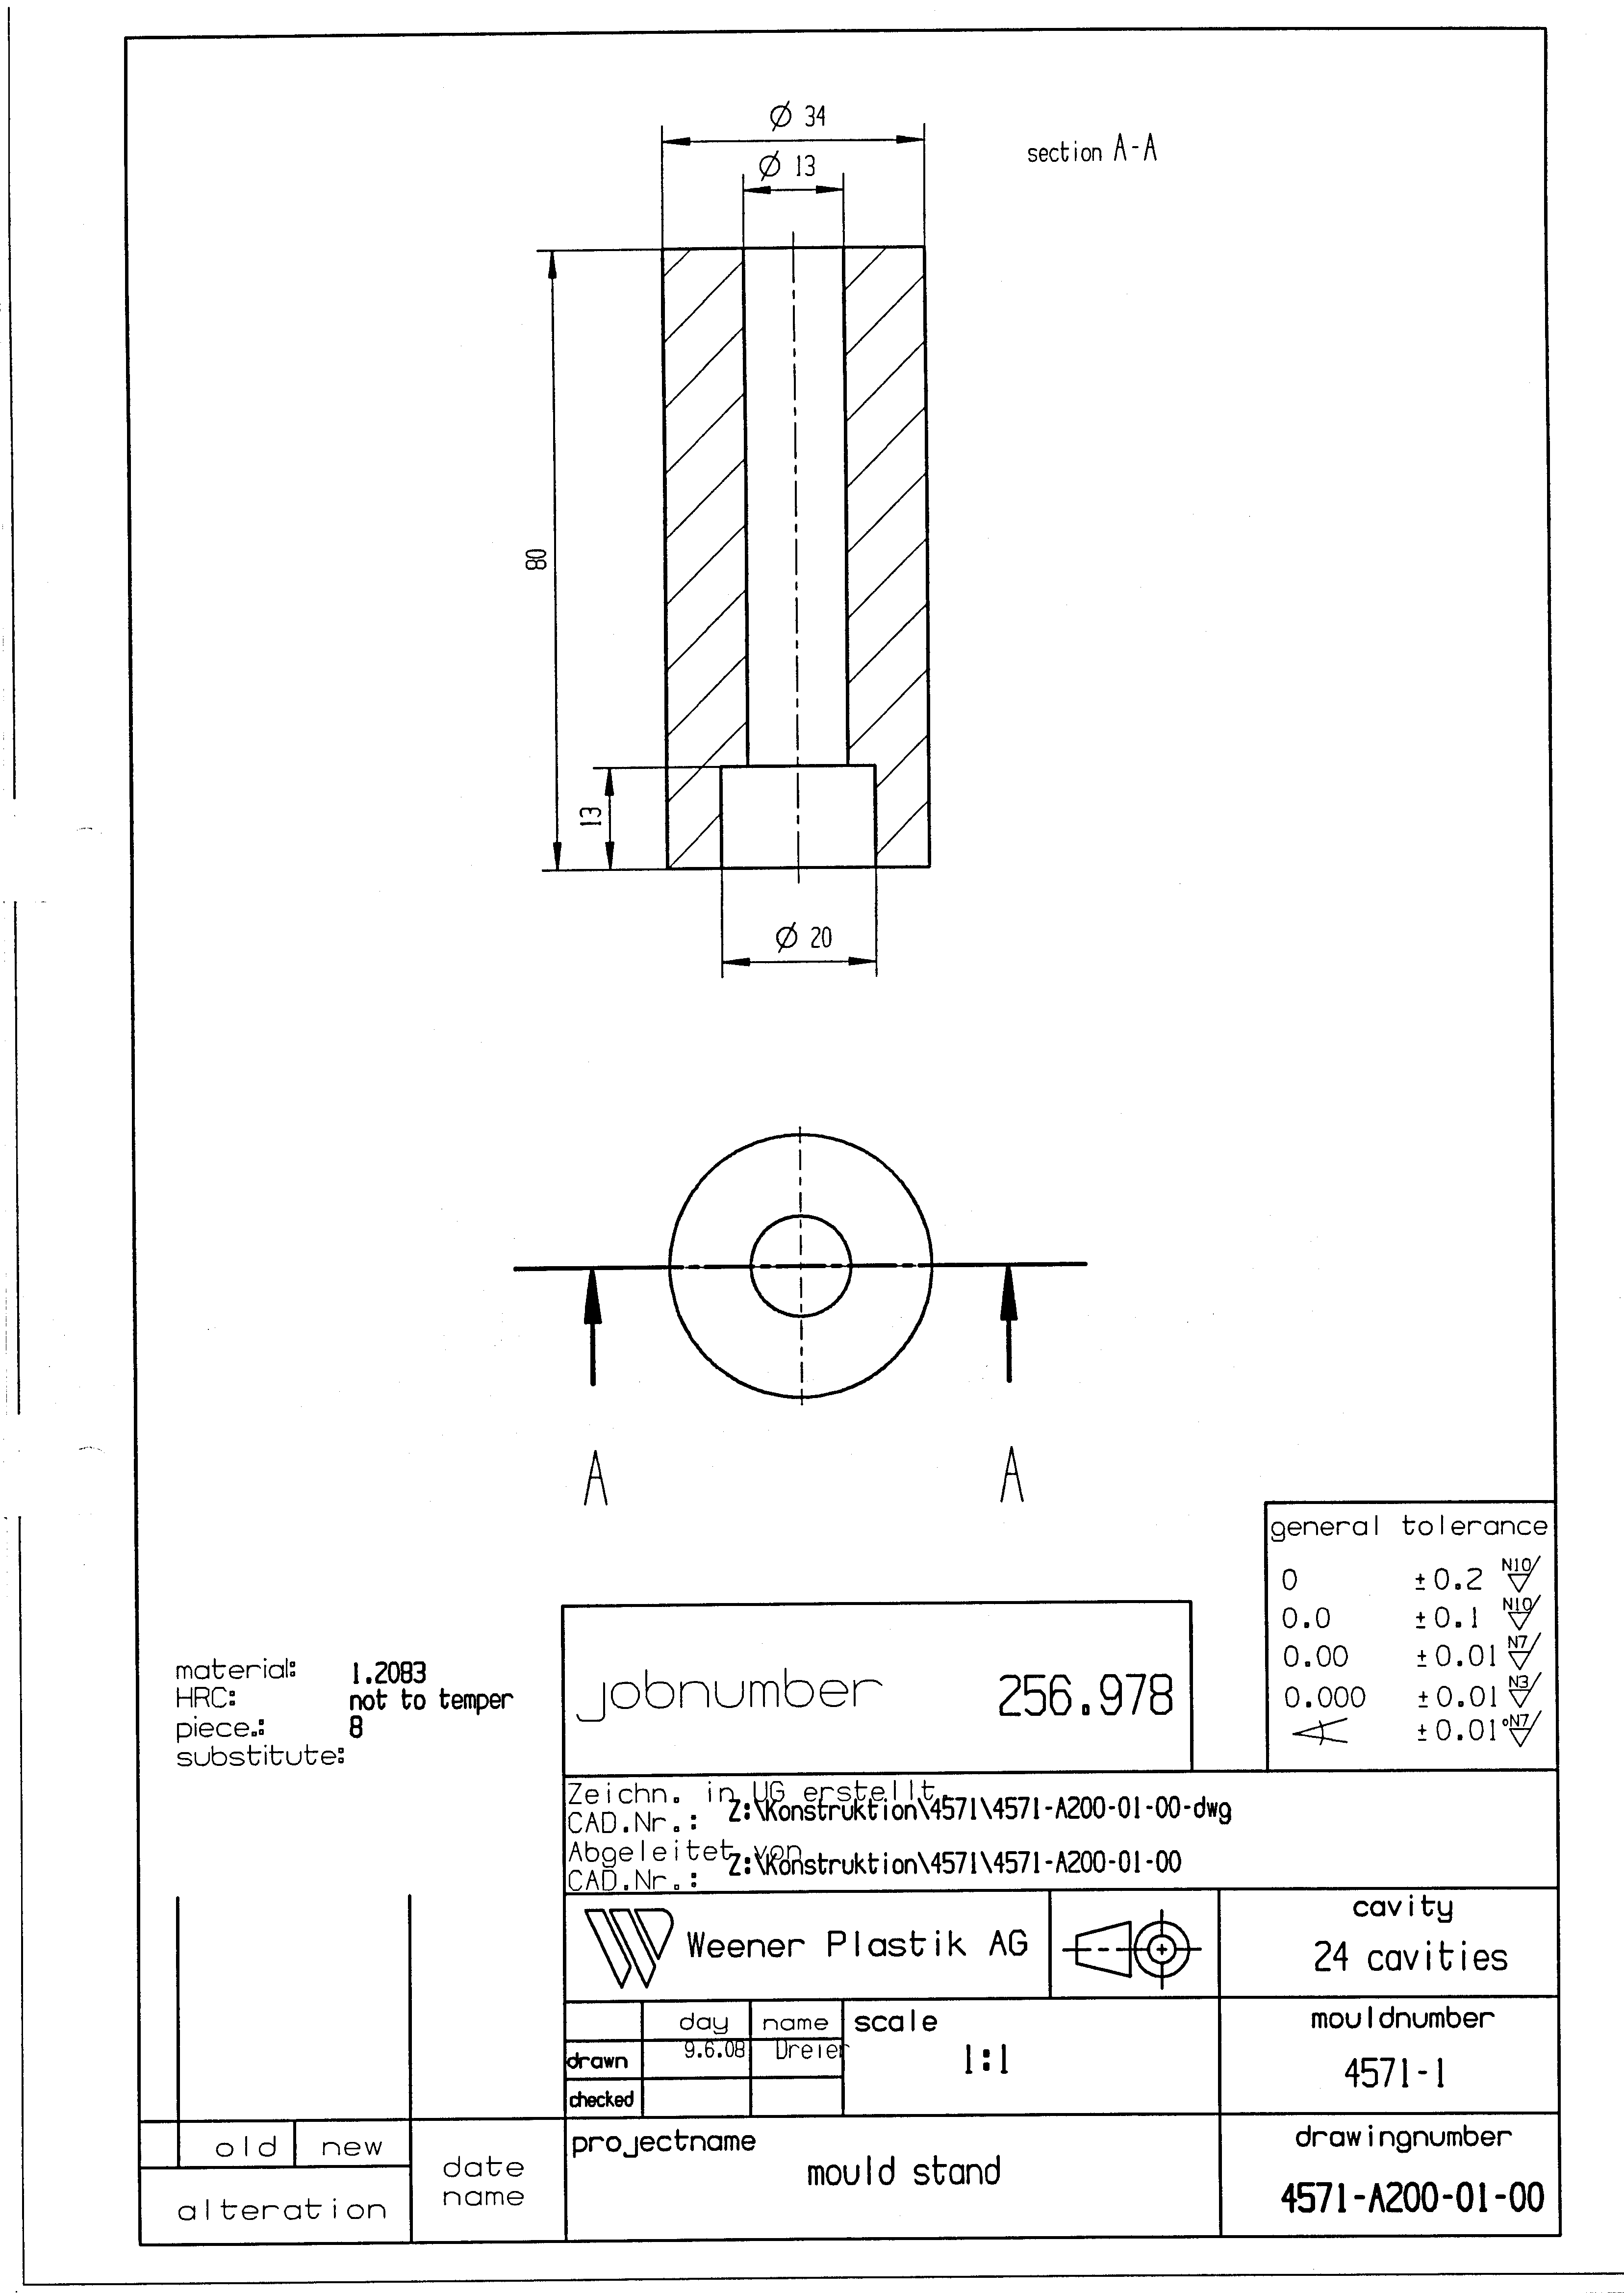 Ø 34
section A-A
Ø 13
80
13
Ø 20
A A
general tolerance
0 ±0.2 N10
0.0 ±0.1 N10
0.00 ±0.01 N7
0.000 ±0.01 N3
±0.01° N7
material: 1.2083
HRC: not to temper
piece.: 8
substitute:
jobnumber 256.978
Zeichn. in UG erstellt.
CAD.Nr.: Z:\Konstruktion\4571\4571-A200-01-00-dwg
Abgeleitet von
CAD.Nr.: Z:\Konstruktion\4571\4571-A200-01-00
Weener Plastik AG
cavity
24 cavities
day name scale
drawn 9.6.08 Dreier
1:1
checked
mouldnumber
4571-1
old new
alteration
date
name
projectname
mould stand
drawingnumber
4571-A200-01-00